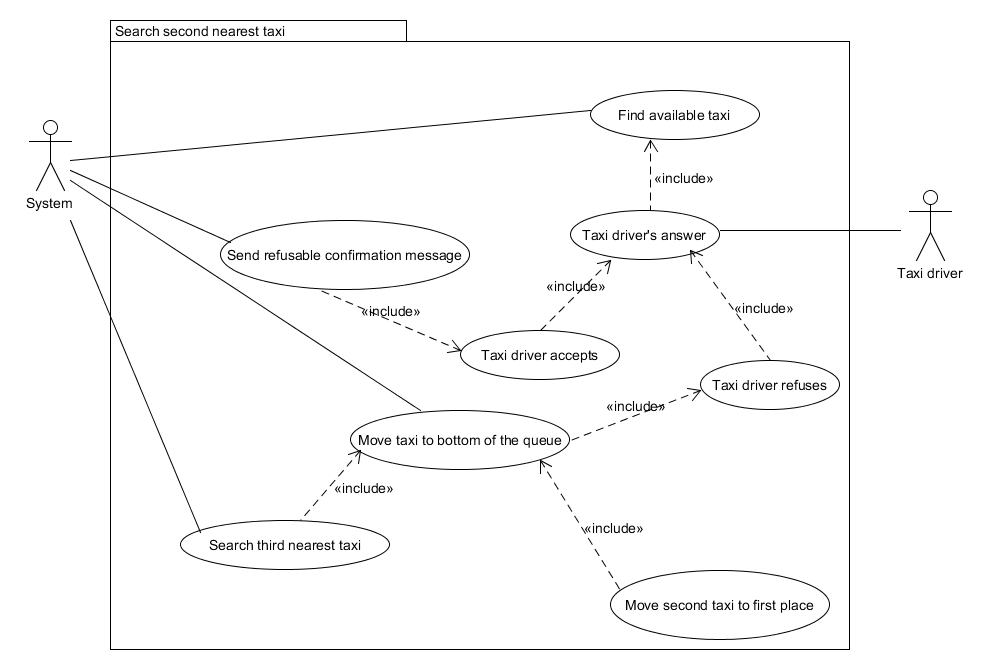 Search second nearest taxi
Find available taxi
«include»
System
Taxi driver's answer
Send refusable confirmation message
Taxi driver
«include»
«include»
«include»
Taxi driver accepts
Taxi driver refuses
«include»
Move taxi to bottom of the queue
«include»
«include»
Search third nearest taxi
Move second taxi to first place